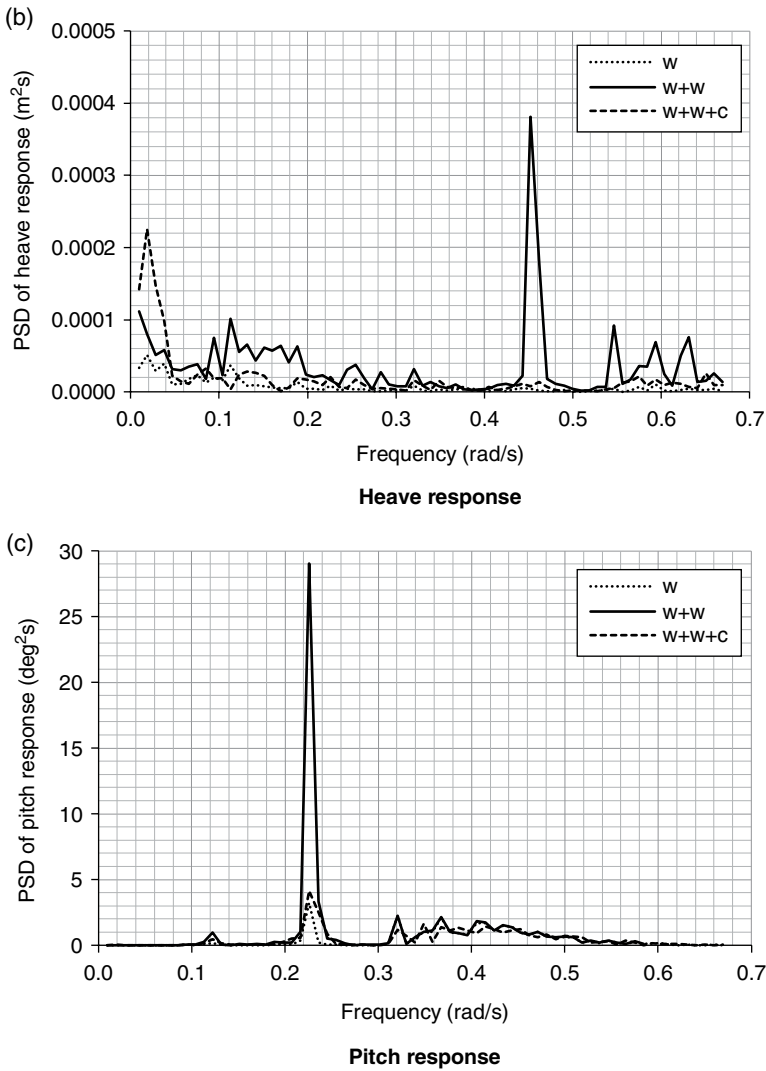 (b)
0.0005
0.0004
0.0003
0.0002
0.0001
0.0000
PSD of heave response (m²s)
W
W+W
W+W+C
0.0 0.1 0.2 0.3 0.4 0.5 0.6 0.7
Frequency (rad/s)
Heave response
(c)
30
25
20
15
10
5
0
PSD of pitch response (deg²s)
W
W+W
W+W+C
0.0 0.1 0.2 0.3 0.4 0.5 0.6 0.7
Frequency (rad/s)
Pitch response